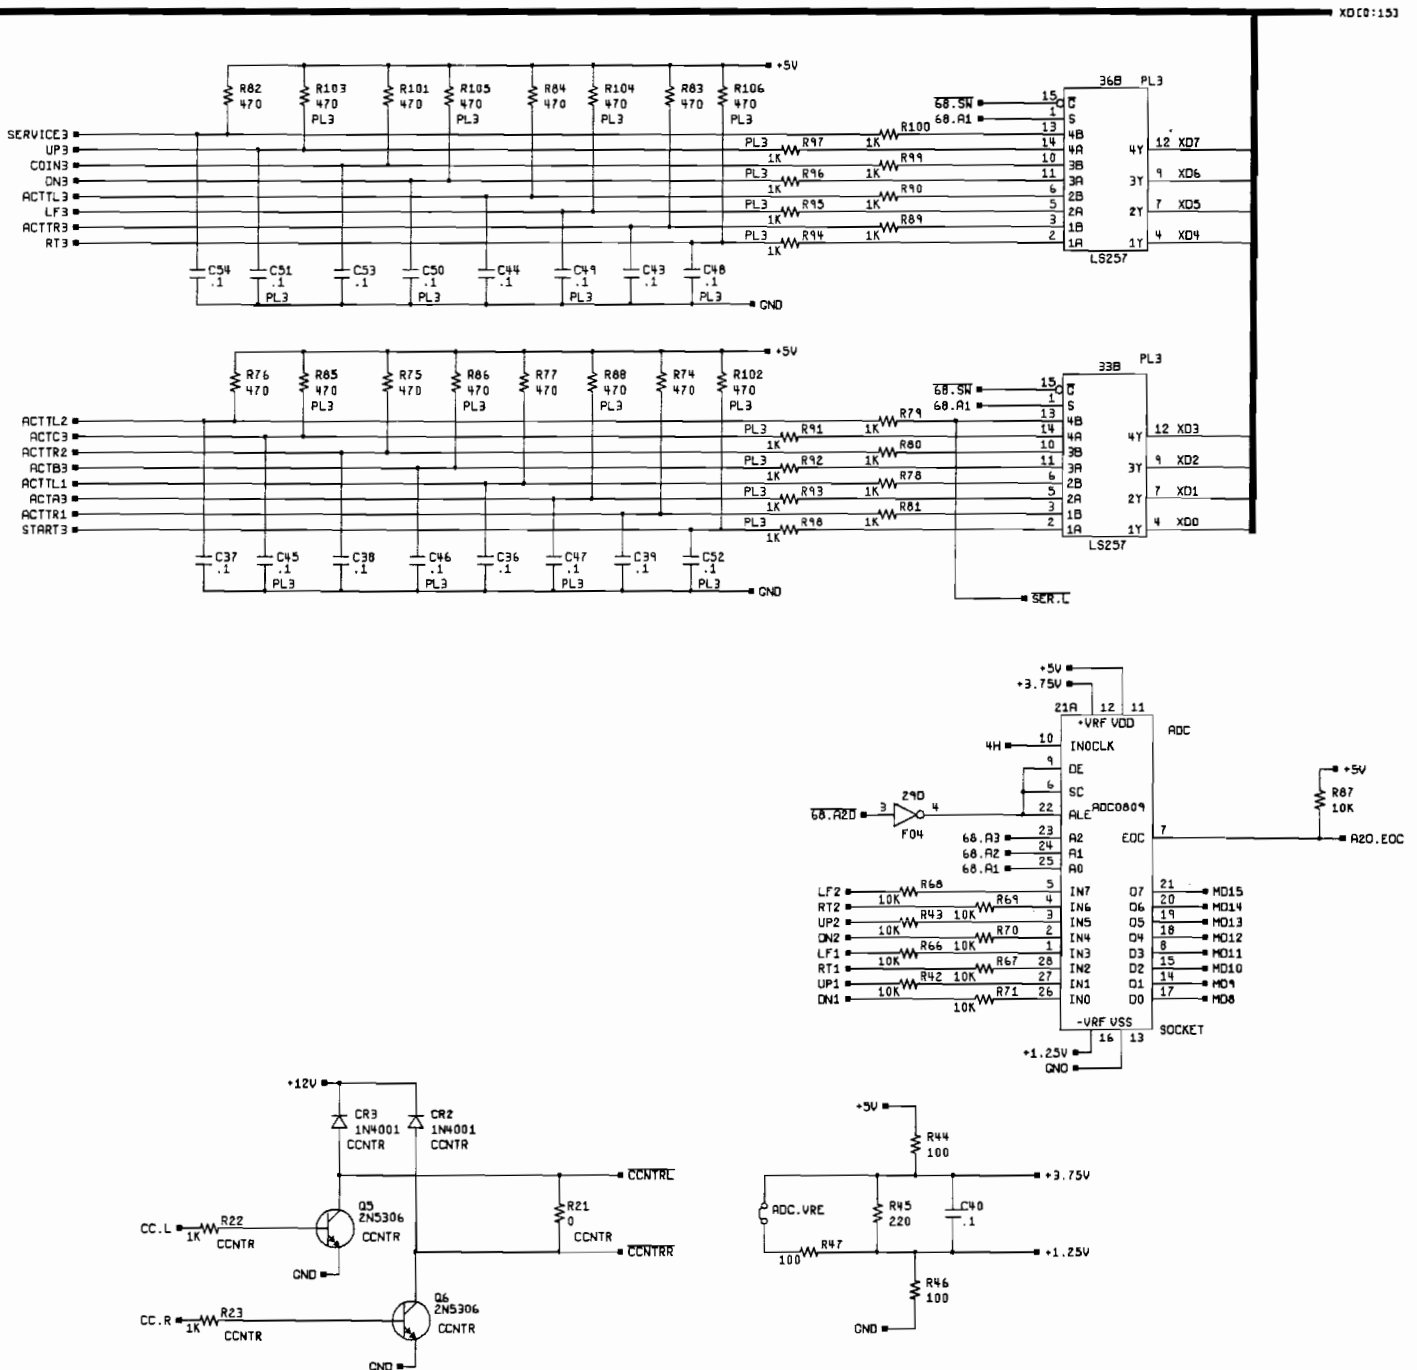 XD[0:15]
+5V
R82 R103 R101 R105 R84 R104 R83 R106
470 470 470 470 470 470 470 470
PL3 PL3 PL3 PL3
36B PL3
68.SW 15 G
68.A1 1 S
SERVICE3 R100 1K 13 4B
UP3 PL3 R97 1K 14 4A 4Y 12 XD7
COIN3 R99 1K 10 3B
DN3 PL3 R96 1K 11 3A 3Y 9 XD6
ACTTL3 R90 1K 6 2B
LF3 PL3 R95 1K 5 2A 2Y 7 XD5
ACTTR3 R89 1K 3 1B
RT3 PL3 R94 1K 2 1A 1Y 4 XD4
LS257
C54 C51 C53 C50 C44 C49 C43 C48
.1 .1 .1 .1 .1 .1 .1 .1
PL3 PL3 PL3 PL3
GND
+5V
R76 R85 R75 R86 R77 R88 R74 R102
470 470 470 470 470 470 470 470
PL3 PL3 PL3 PL3
33B PL3
68.SW 15 G
68.A1 1 S
ACTTL2 R79 1K 13 4B
ACTC3 PL3 R91 1K 14 4A 4Y 12 XD3
ACTTR2 R80 1K 10 3B
ACTB3 PL3 R92 1K 11 3A 3Y 9 XD2
ACTTL1 R78 1K 6 2B
ACTA3 PL3 R93 1K 5 2A 2Y 7 XD1
ACTTR1 R81 1K 3 1B
START3 PL3 R98 1K 2 1A 1Y 4 XD0
LS257
C37 C45 C38 C46 C36 C47 C39 C52
.1 .1 .1 .1 .1 .1 .1 .1
PL3 PL3 PL3 PL3
GND
SER.L
+5V
+3.75V
21A 12 11
+VRF VDD
ADC
4H 10 INOCLK
9 OE
6 SC
68.A2D 3 29D 4 22 ALE ADC0809
F04
68.A3 23 A2 EOC 7 A2D.EOC
68.A2 24 A1
68.A1 25 A0
+5V
R87
10K
LF2 R68 10K 5 IN7 D7 21 MD15
RT2 R69 10K 4 IN6 D6 20 MD14
UP2 R43 10K 3 IN5 D5 19 MD13
DN2 R70 10K 2 IN4 D4 18 MD12
LF1 R66 10K 1 IN3 D3 8 MD11
RT1 R67 10K 28 IN2 D2 15 MD10
UP1 R42 10K 27 IN1 D1 14 MD9
DN1 R71 10K 26 IN0 D0 17 MD8
-VRF VSS
SOCKET
16 13
+1.25V
GND
+12V
CR3 CR2
1N4001 1N4001
CCNTR CCNTR
CCNTRL
R21
0
CCNTR
CCNTRR
Q5
2N5306
CCNTR
CC.L R22
1K CCNTR
GND
Q6
2N5306
CCNTR
CC.R R23
1K CCNTR
GND
+5V
R44
100
+3.75V
ADC.VRE
R45
220
C40
.1
R47
100
+1.25V
R46
100
GND